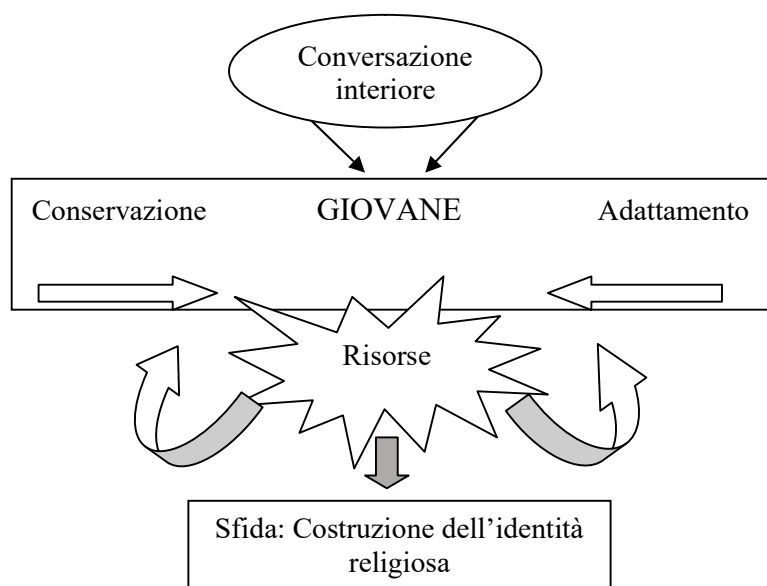 Conversazione
interiore
Conservazione GIOVANE Adattamento
Risorse
Sfida: Costruzione dell’identità
religiosa